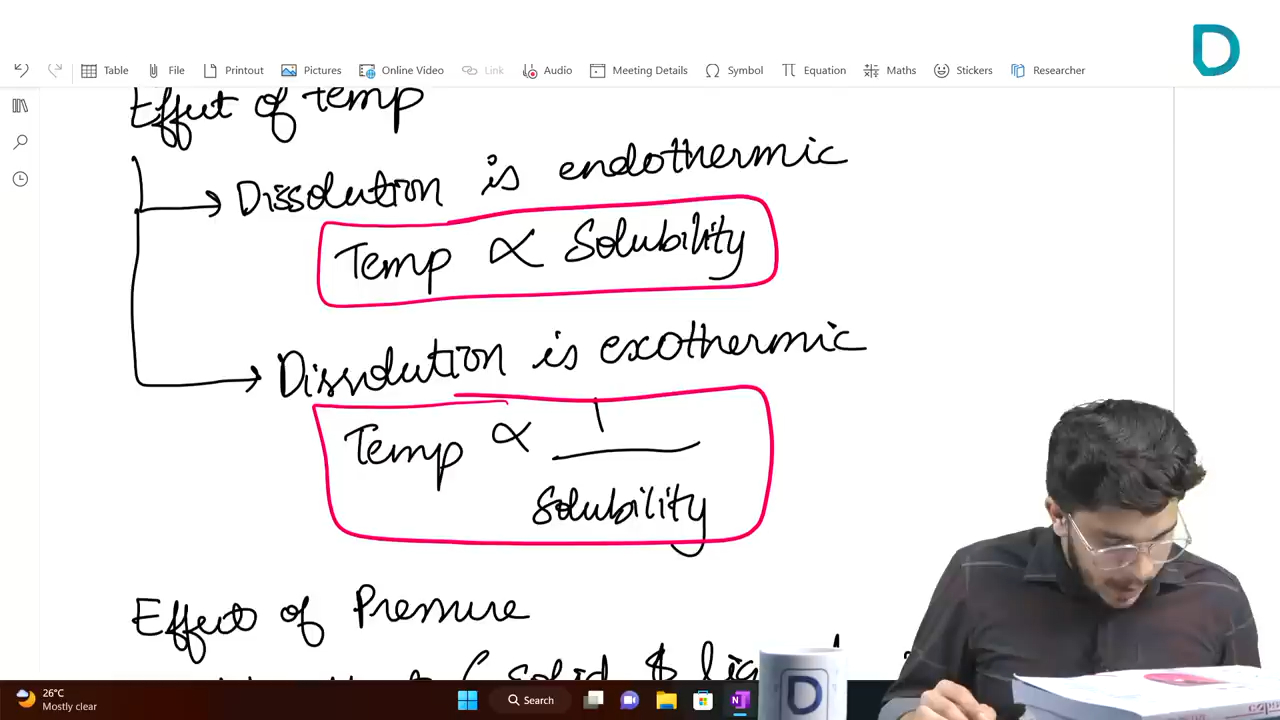 Table File Printout Pictures Online Video Link Audio Meeting Details Symbol Equation Maths Stickers Researcher
Effect of temp
Dissolution is endothermic
Temp ∝ Solubility
Dissolution is exothermic
Temp ∝ 1
Solubility
Effect of Pressure
( solid &
26°C
Mostly clear
Search
D
D